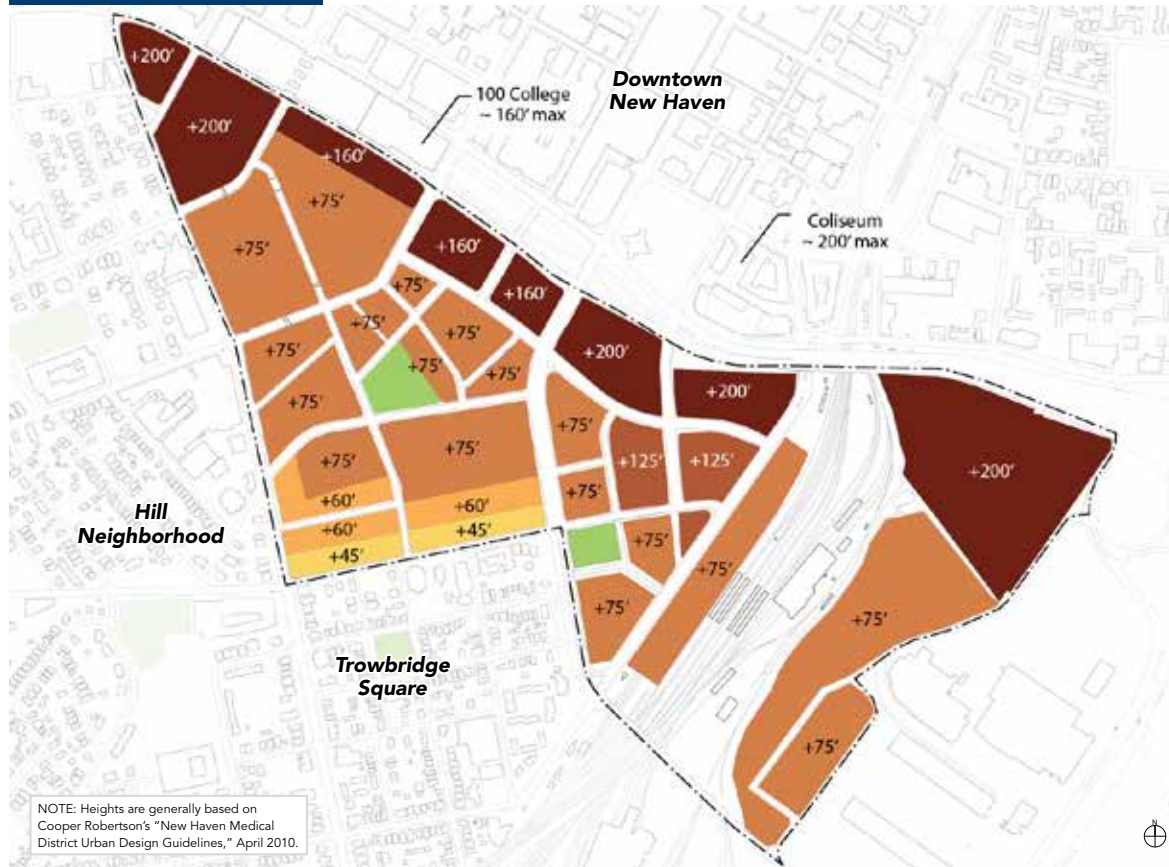 +200'
Downtown
New Haven
100 College
~ 160' max
+200'
+160'
+75'
Coliseum
~ 200' max
+75'
+160'
+75'
+160'
+75'
+75'
+75'
+200'
+75'
+75'
+200'
+75'
+75'
+75'
+75'
+125'
+125'
+200'
+75'
+60'
+60'
Hill
Neighborhood
+60'
+45'
+45'
+75'
+75'
+75'
+75'
Trowbridge
Square
+75'
NOTE: Heights are generally based on
Cooper Robertson's "New Haven Medical
District Urban Design Guidelines," April 2010.
N